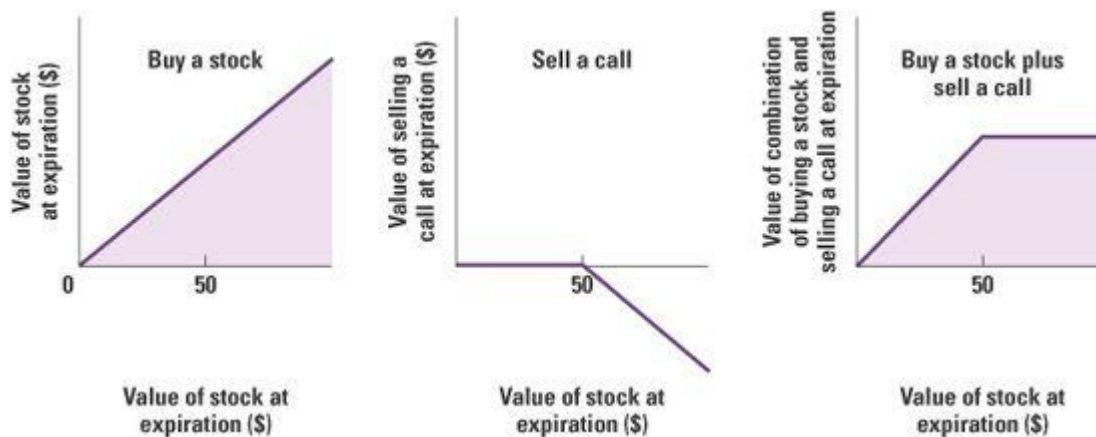 Value of stock
at expiration ($)
Buy a stock
0
50
Value of stock at
expiration ($)
Value of selling a
call at expiration ($)
Sell a call
50
Value of stock at
expiration ($)
Value of combination
of buying a stock and
selling a call at expiration
Buy a stock plus
sell a call
50
Value of stock at
expiration ($)